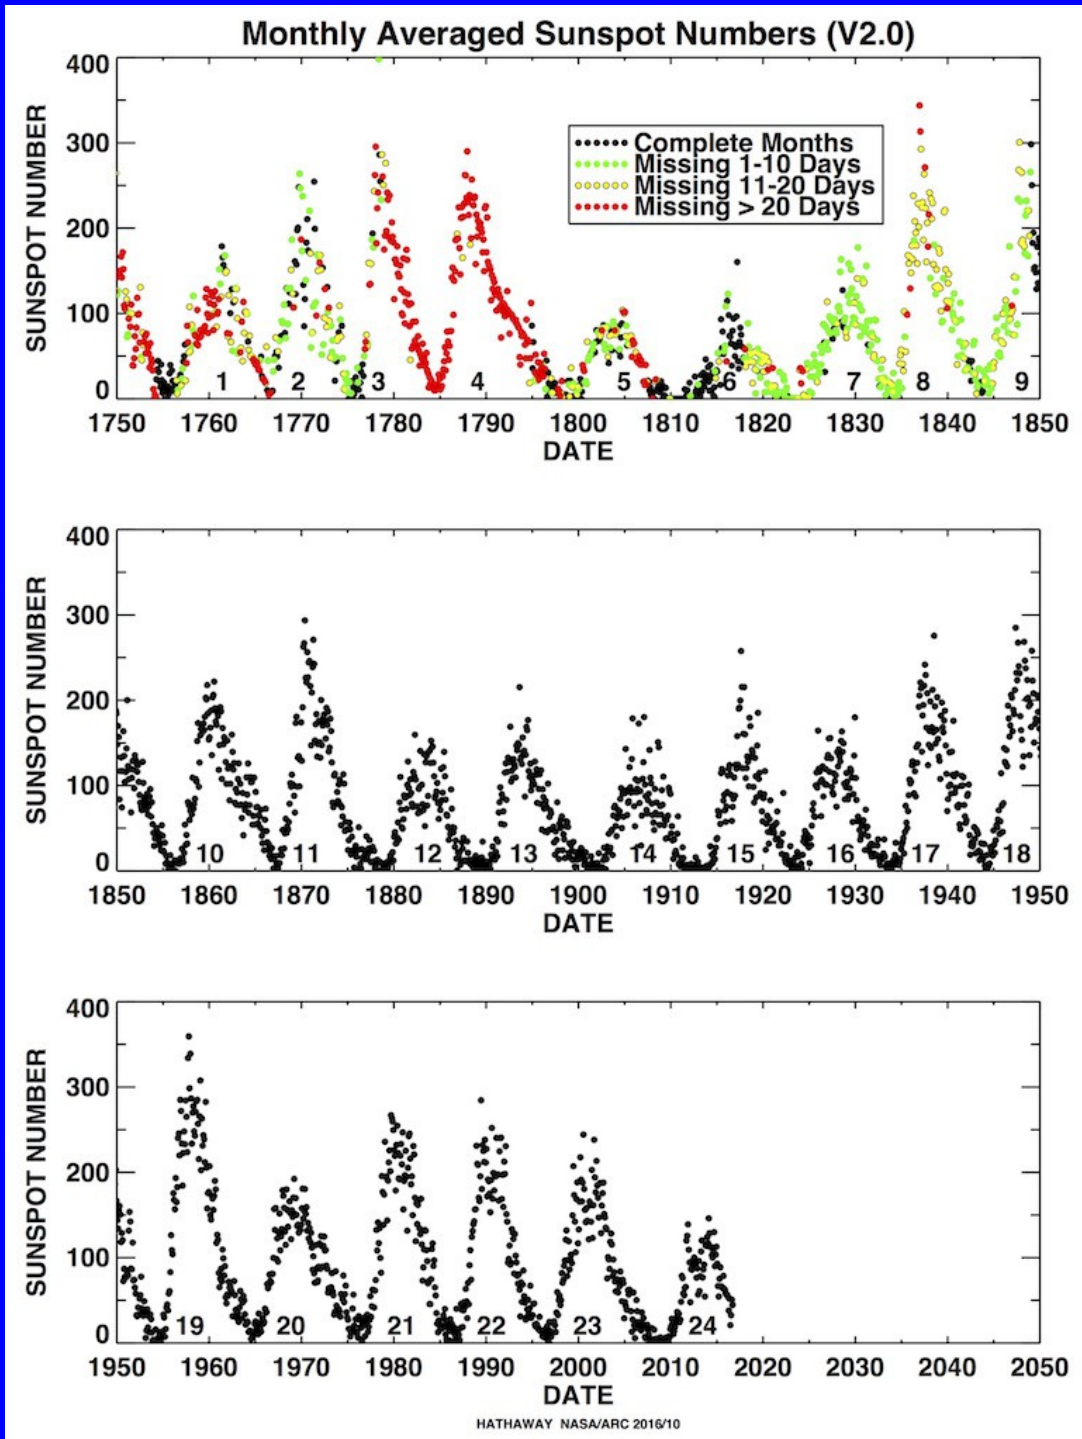 Monthly Averaged Sunspot Numbers (V2.0)
SUNSPOT NUMBER
400
300
200
100
0
Complete Months
Missing 1-10 Days
Missing 11-20 Days
Missing > 20 Days
1 2 3 4 5 6 7 8 9
1750 1760 1770 1780 1790 1800 1810 1820 1830 1840 1850
DATE
SUNSPOT NUMBER
400
300
200
100
0
10 11 12 13 14 15 16 17 18
1850 1860 1870 1880 1890 1900 1910 1920 1930 1940 1950
DATE
SUNSPOT NUMBER
400
300
200
100
0
19 20 21 22 23 24
1950 1960 1970 1980 1990 2000 2010 2020 2030 2040 2050
DATE
HATHAWAY NASA/ARC 2016/10